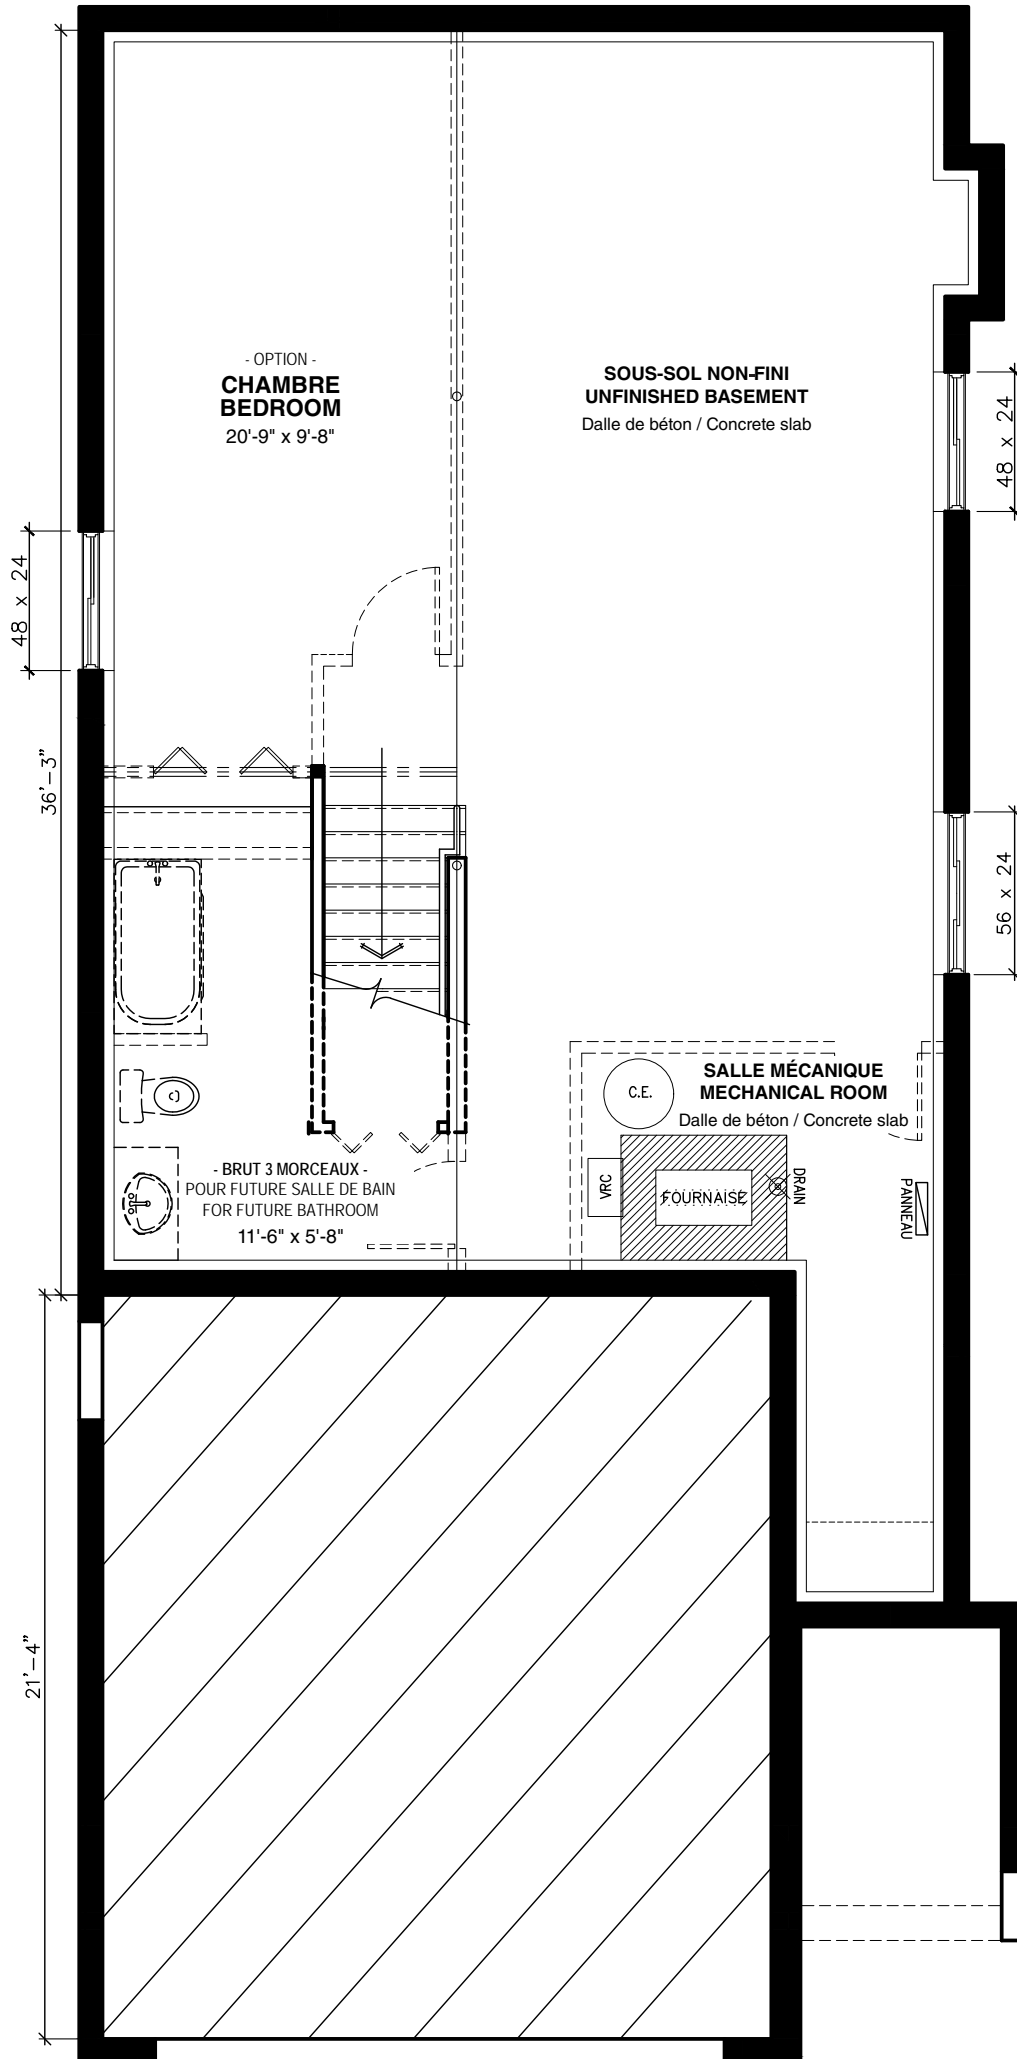 - OPTION -
CHAMBRE
BEDROOM
20'-9" x 9'-8"
SOUS-SOL NON-FINI
UNFINISHED BASEMENT
Dalle de béton / Concrete slab
48 x 24
48 x 24
36'-3"
56 x 24
SALLE MÉCANIQUE
MECHANICAL ROOM
Dalle de béton / Concrete slab
C.E.
VRC
FOURNAISE
DRAIN
PANNEAU
- BRUT 3 MORCEAUX -
POUR FUTURE SALLE DE BAIN
FOR FUTURE BATHROOM
11'-6" x 5'-8"
21'-4"